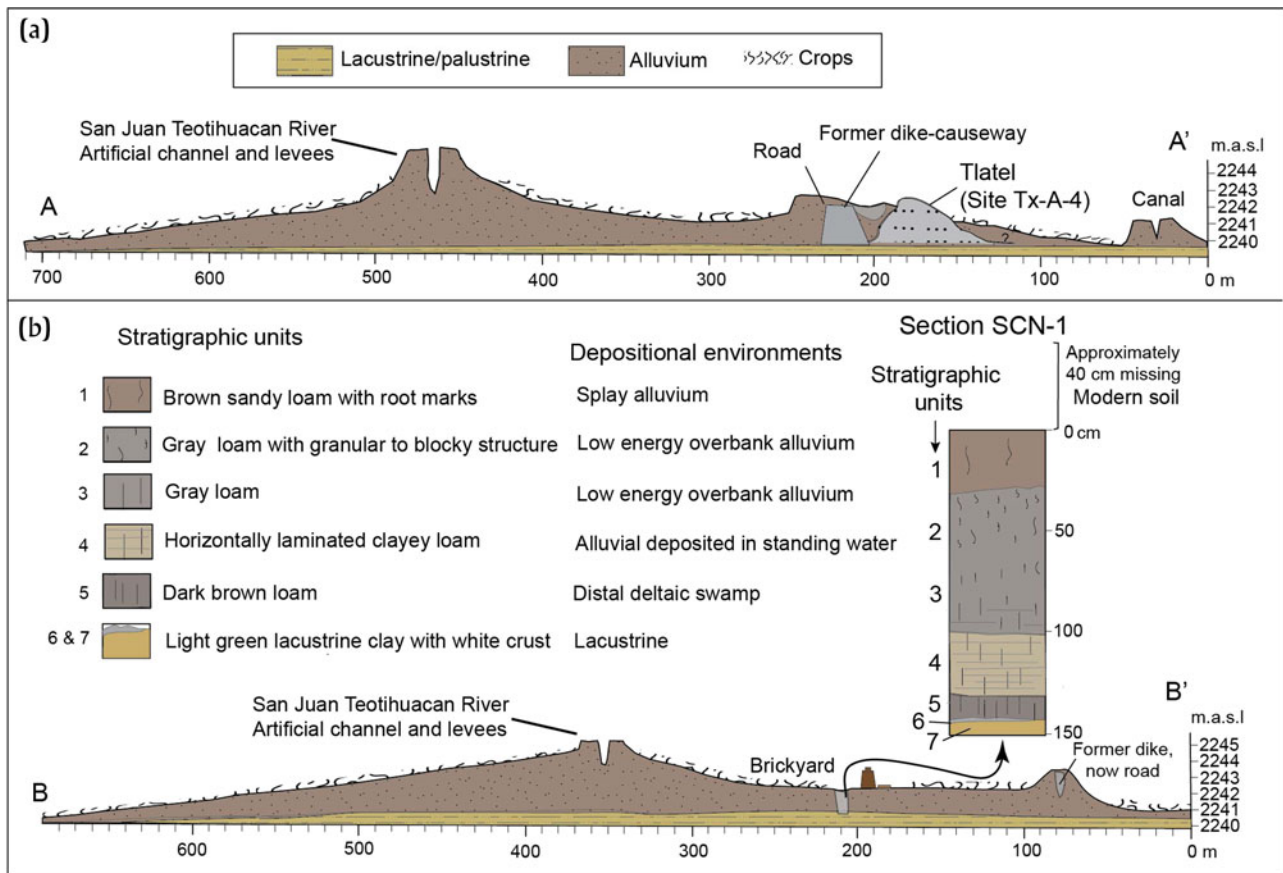 (a)
Lacustrine/palustrine
Alluvium
Crops
San Juan Teotihuacan River
Artificial channel and levees
Former dike-causeway
Road
Tlatel
(Site Tx-A-4)
Canal
A
A'
m.a.s.l
2244
2243
2242
2241
2240
?
700
600
500
400
300
200
100
0 m
(b)
Stratigraphic units
Depositional environments
Section SCN-1
1
Brown sandy loam with root marks
Splay alluvium
2
Gray loam with granular to blocky structure
Low energy overbank alluvium
3
Gray loam
Low energy overbank alluvium
4
Horizontally laminated clayey loam
Alluvial deposited in standing water
5
Dark brown loam
Distal deltaic swamp
6 & 7
Light green lacustrine clay with white crust
Lacustrine
Stratigraphic
units
Approximately
40 cm missing
Modern soil
0 cm
50
100
150
1
2
3
4
5
6
7
San Juan Teotihuacan River
Artificial channel and levees
Brickyard
Former dike,
now road
B
B'
m.a.s.l
2245
2244
2243
2242
2241
2240
600
500
400
300
200
100
0 m